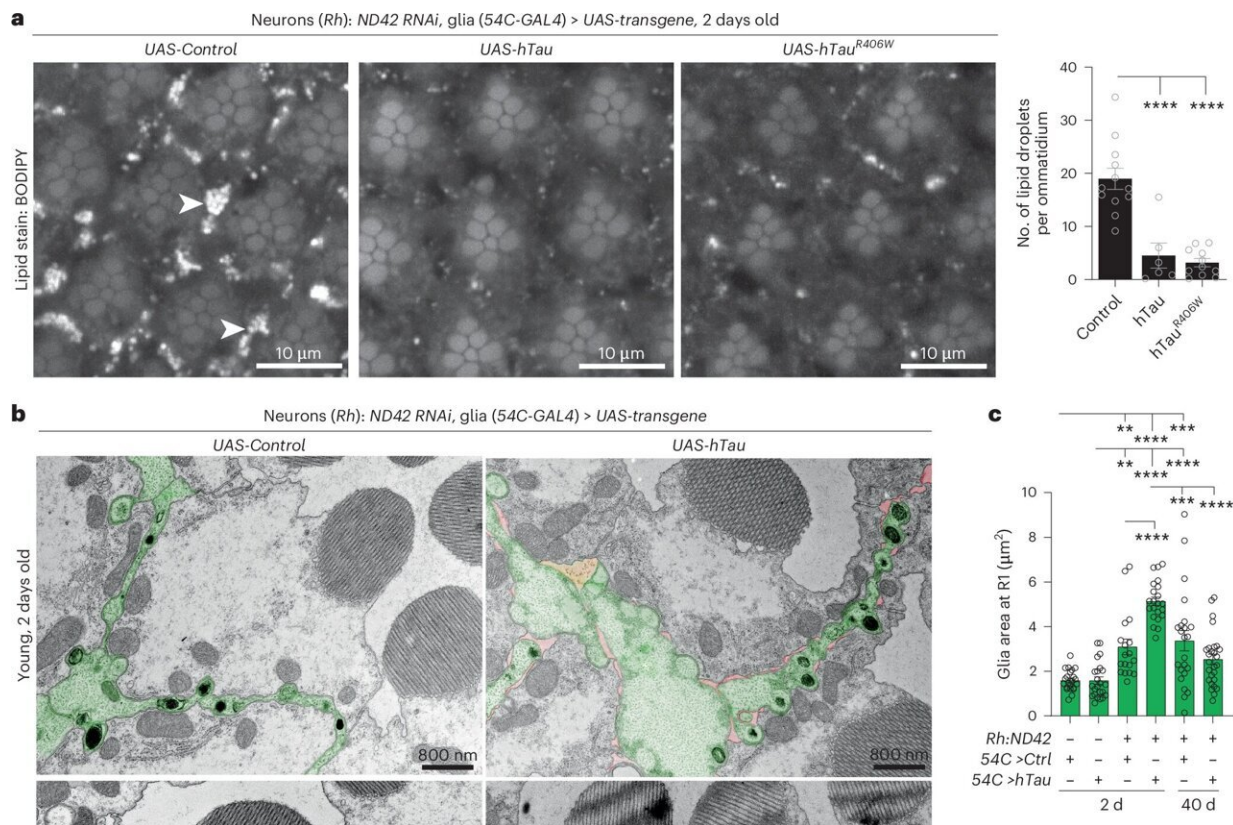 a
Neurons (Rh): ND42 RNAi, glia (54C-GAL4) > UAS-transgene, 2 days old
UAS-Control
UAS-hTau
UAS-hTau^R406W
Lipid stain: BODIPY
10 μm
10 μm
10 μm
No. of lipid droplets
per ommatidium
40
30
20
10
0
****
****
Control
hTau
hTau^R406W
b
Neurons (Rh): ND42 RNAi, glia (54C-GAL4) > UAS-transgene
UAS-Control
UAS-hTau
Young, 2 days old
800 nm
800 nm
c
** ***
****
** ****
****
*** ****
****
Glia area at R1 (μm²)
10
8
6
4
2
0
Rh:ND42 – – + + + +
54C >Ctrl + – + – + –
54C >hTau – + – + – +
2 d 40 d